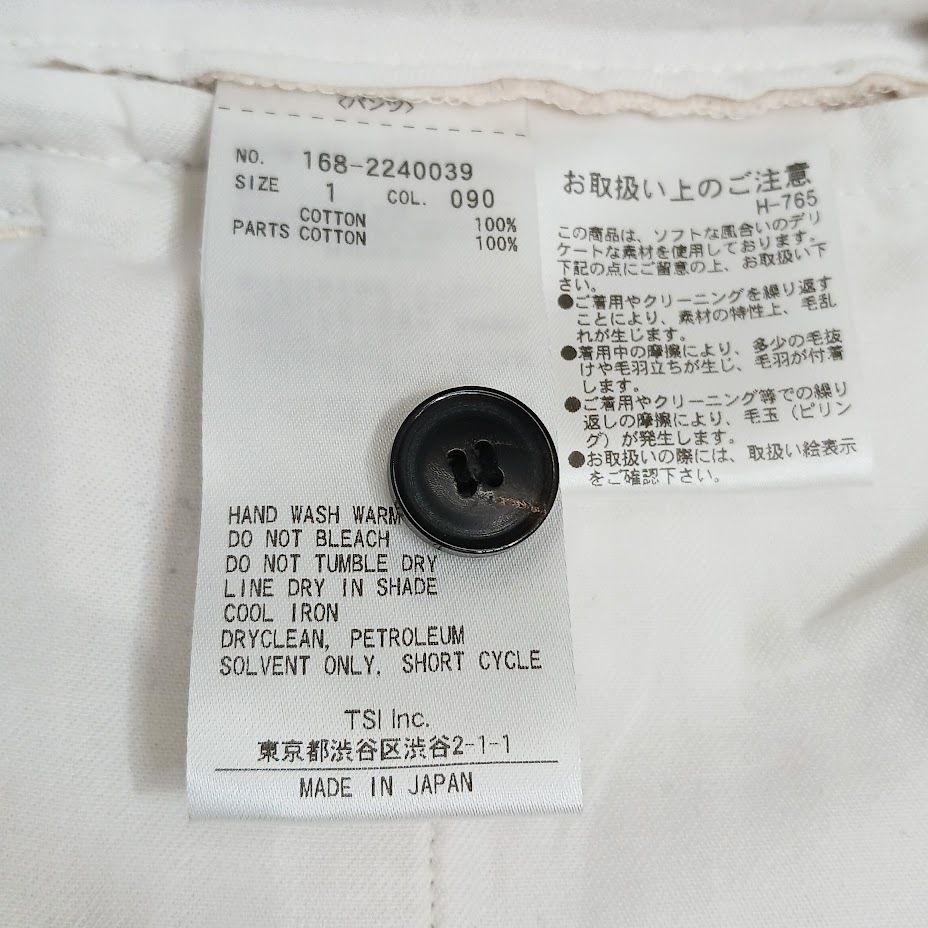 〈パンツ〉
NO. 168-2240039
SIZE 1 COL. 090
COTTON 100%
PARTS COTTON 100%
HAND WASH WARM
DO NOT BLEACH
DO NOT TUMBLE DRY
LINE DRY IN SHADE
COOL IRON
DRYCLEAN, PETROLEUM
SOLVENT ONLY, SHORT CYCLE
TSI Inc.
東京都渋谷区渋谷2-1-1
MADE IN JAPAN
お取扱い上のご注意
H-765
この商品は、ソフトな風合いのデリ
ケートな素材を使用しております。
下記の点にご留意の上、お取扱い下
さい。
●ご着用やクリーニングを繰り返す
ことにより、素材の特性上、毛乱
れが生じます。
●着用中の摩擦により、多少の毛抜
けや毛羽立ちが生じ、毛羽が付着
します。
●ご着用やクリーニング等での繰り
返しの摩擦により、毛玉（ピリン
グ）が発生します。
●お取扱いの際には、取扱い絵表示
をご確認下さい。